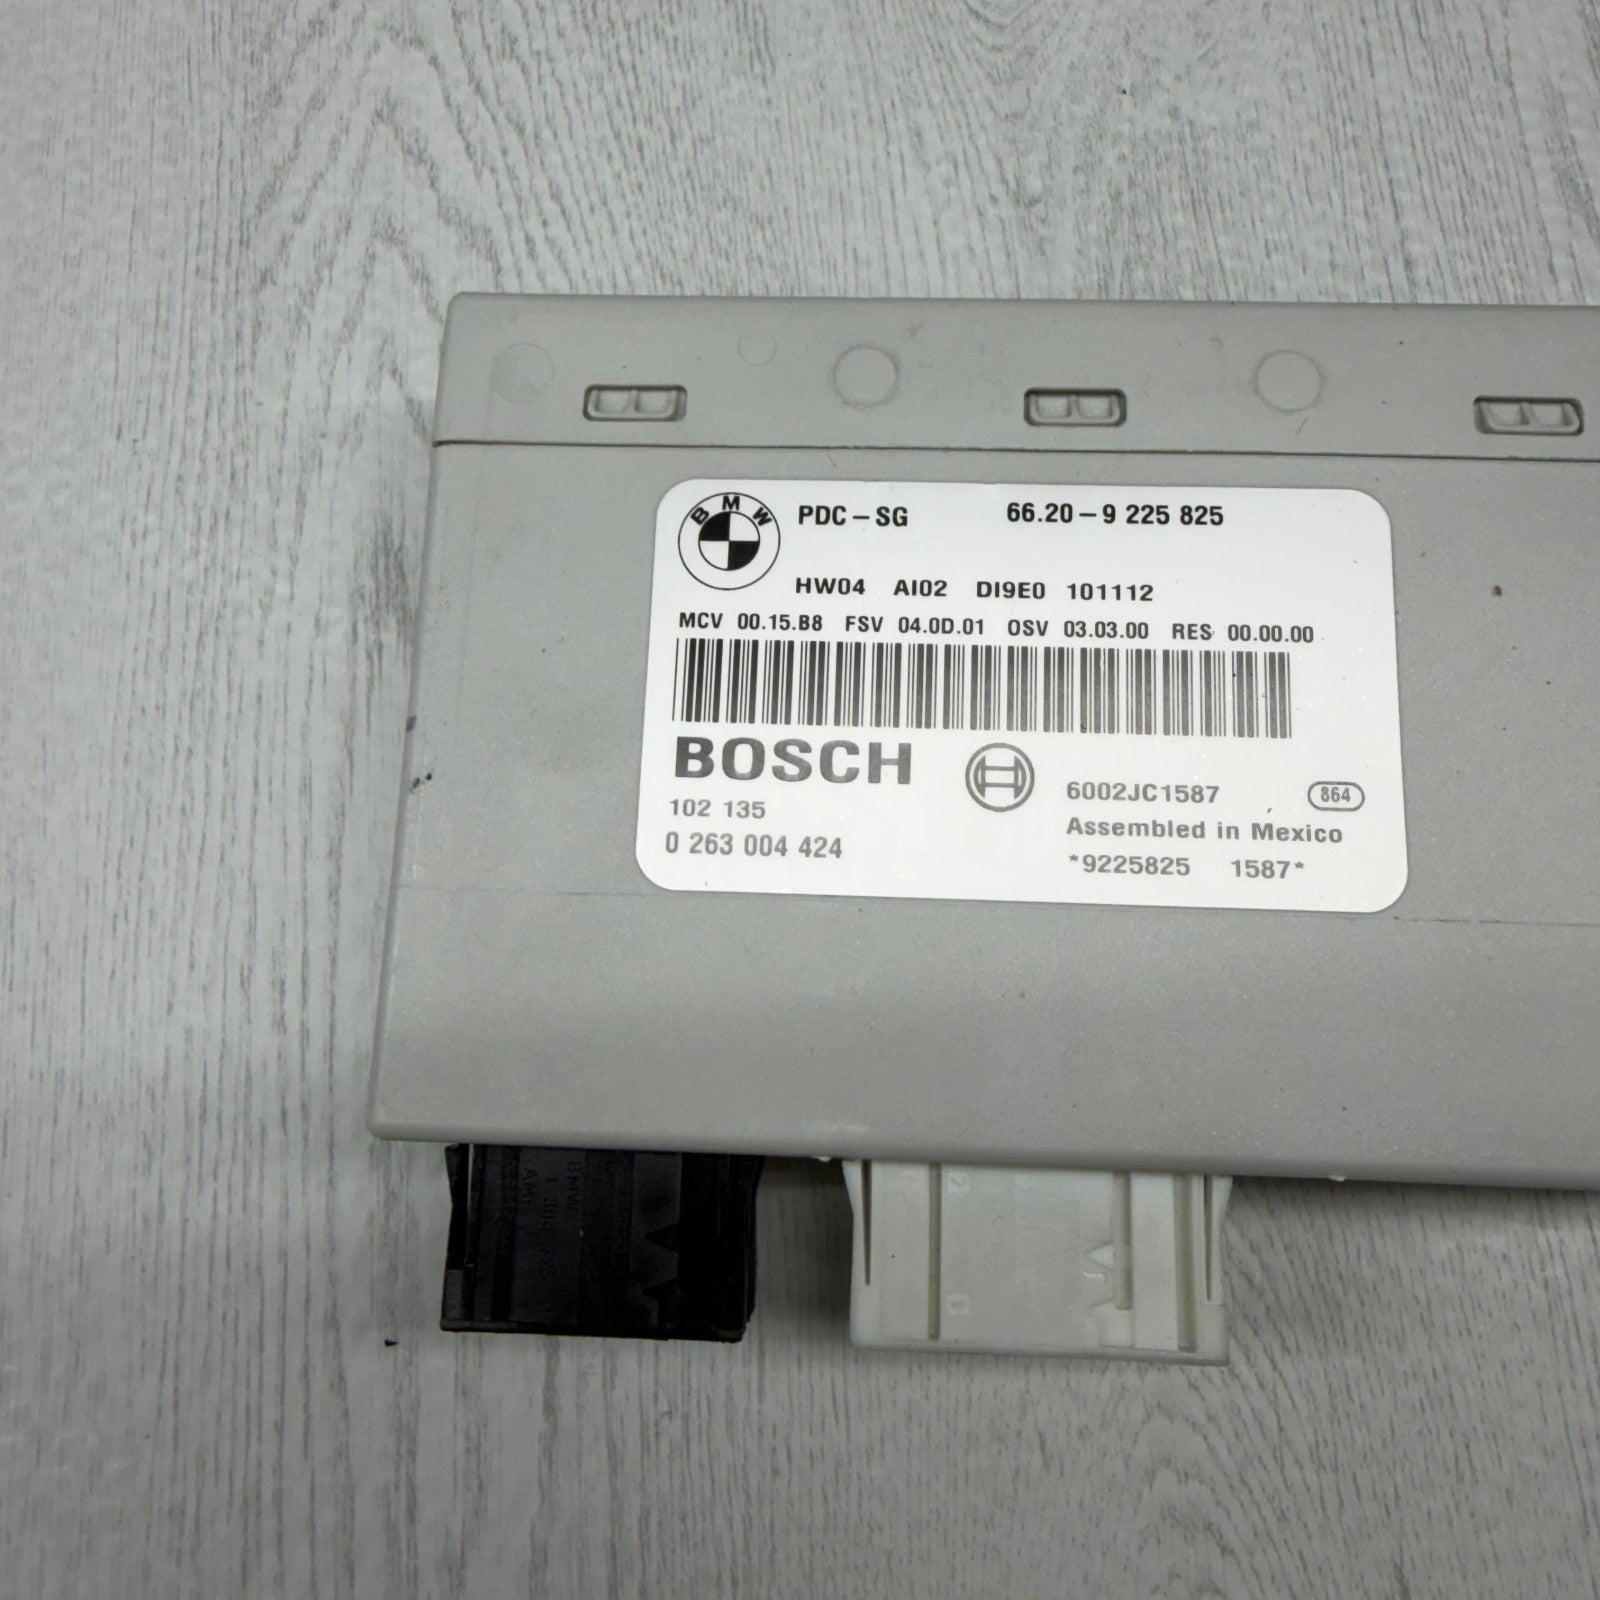 BMW PDC – SG 66.20 – 9 225 825
HW04 AI02 DI9E0 101112
MCV 00.15.B8 FSV 04.0D.01 OSV 03.03.00 RES 00.00.00
BOSCH
6002JC1587 864
102 135
Assembled in Mexico
0 263 004 424
*9225825 1587*
BMW